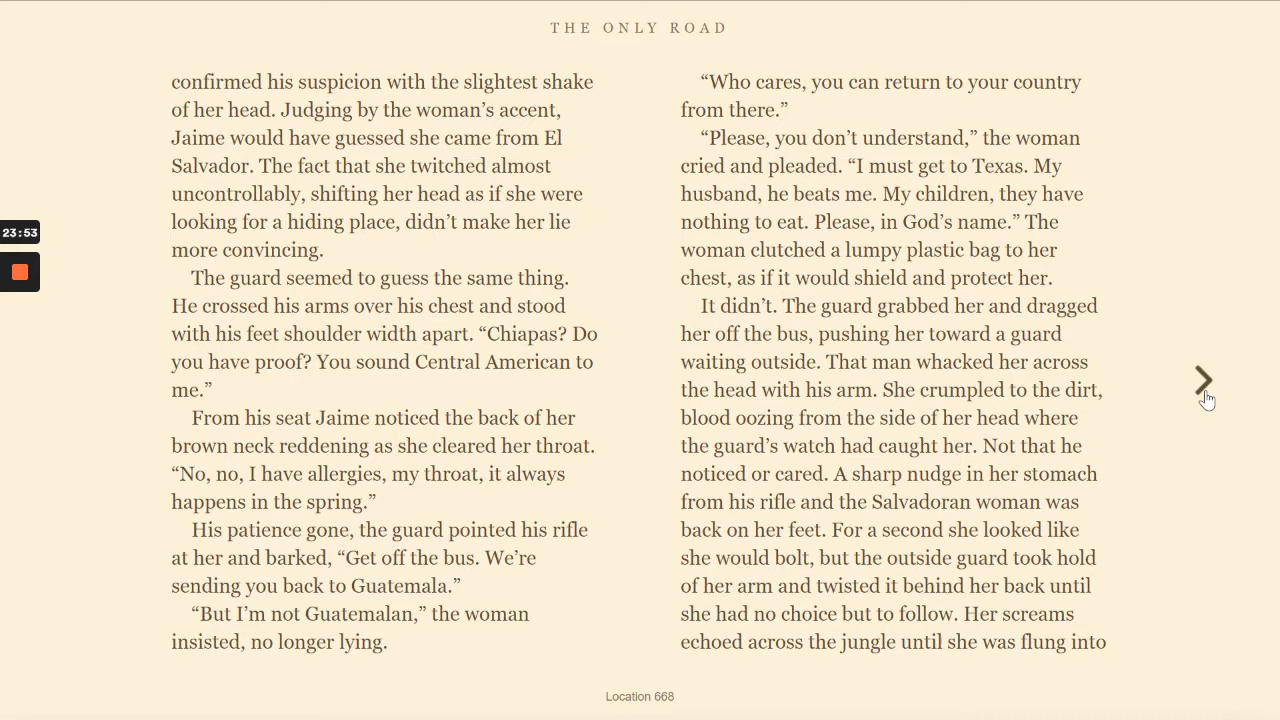 THE ONLY ROAD
confirmed his suspicion with the slightest shake
of her head. Judging by the woman’s accent,
Jaime would have guessed she came from El
Salvador. The fact that she twitched almost
uncontrollably, shifting her head as if she were
looking for a hiding place, didn’t make her lie
more convincing.
The guard seemed to guess the same thing.
He crossed his arms over his chest and stood
with his feet shoulder width apart. “Chiapas? Do
you have proof? You sound Central American to
me.”
From his seat Jaime noticed the back of her
brown neck reddening as she cleared her throat.
“No, no, I have allergies, my throat, it always
happens in the spring.”
His patience gone, the guard pointed his rifle
at her and barked, “Get off the bus. We’re
sending you back to Guatemala.”
“But I’m not Guatemalan,” the woman
insisted, no longer lying.
“Who cares, you can return to your country
from there.”
“Please, you don’t understand,” the woman
cried and pleaded. “I must get to Texas. My
husband, he beats me. My children, they have
nothing to eat. Please, in God’s name.” The
woman clutched a lumpy plastic bag to her
chest, as if it would shield and protect her.
It didn’t. The guard grabbed her and dragged
her off the bus, pushing her toward a guard
waiting outside. That man whacked her across
the head with his arm. She crumpled to the dirt,
blood oozing from the side of her head where
the guard’s watch had caught her. Not that he
noticed or cared. A sharp nudge in her stomach
from his rifle and the Salvadoran woman was
back on her feet. For a second she looked like
she would bolt, but the outside guard took hold
of her arm and twisted it behind her back until
she had no choice but to follow. Her screams
echoed across the jungle until she was flung into
23:53
Location 668